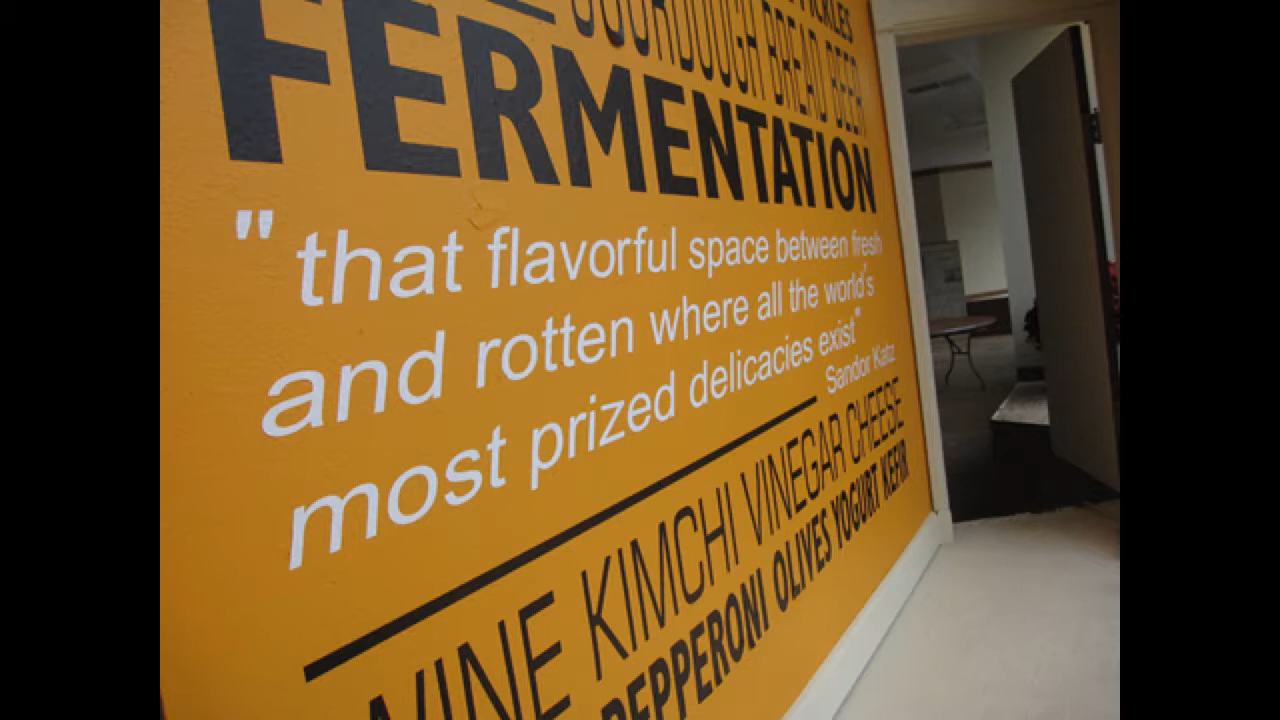 PICKLES
SOURDOUGH BREAD BEER
FERMENTATION
"that flavorful space between fresh
and rotten where all the world's
most prized delicacies exist"
Sandor Katz
WINE KIMCHI VINEGAR CHEESE
PEPPERONI OLIVES YOGURT KEFIR